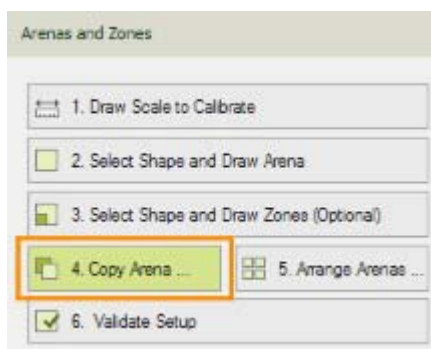 Arenas and Zones
1. Draw Scale to Calibrate
2. Select Shape and Draw Arena
3. Select Shape and Draw Zones (Optional)
4. Copy Arena ...
5. Arrange Arenas ...
6. Validate Setup